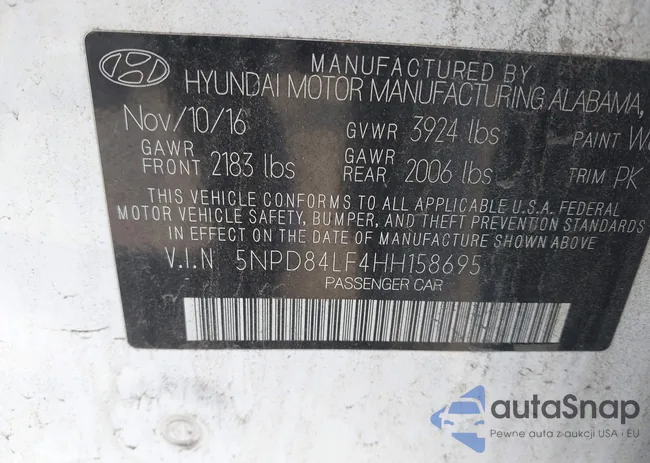 MANUFACTURED BY
HYUNDAI MOTOR MANUFACTURING ALABAMA,
Nov/10/16 GVWR 3924 lbs PAINT
GAWR FRONT 2183 lbs GAWR REAR 2006 lbs TRIM PK
THIS VEHICLE CONFORMS TO ALL APPLICABLE U.S.A. FEDERAL
MOTOR VEHICLE SAFETY, BUMPER, AND THEFT PREVENTION STANDARDS
IN EFFECT ON THE DATE OF MANUFACTURE SHOWN ABOVE
V.I.N 5NPD84LF4HH158695
PASSENGER CAR
autoSnap
Pewne auta z aukcji USA i EU